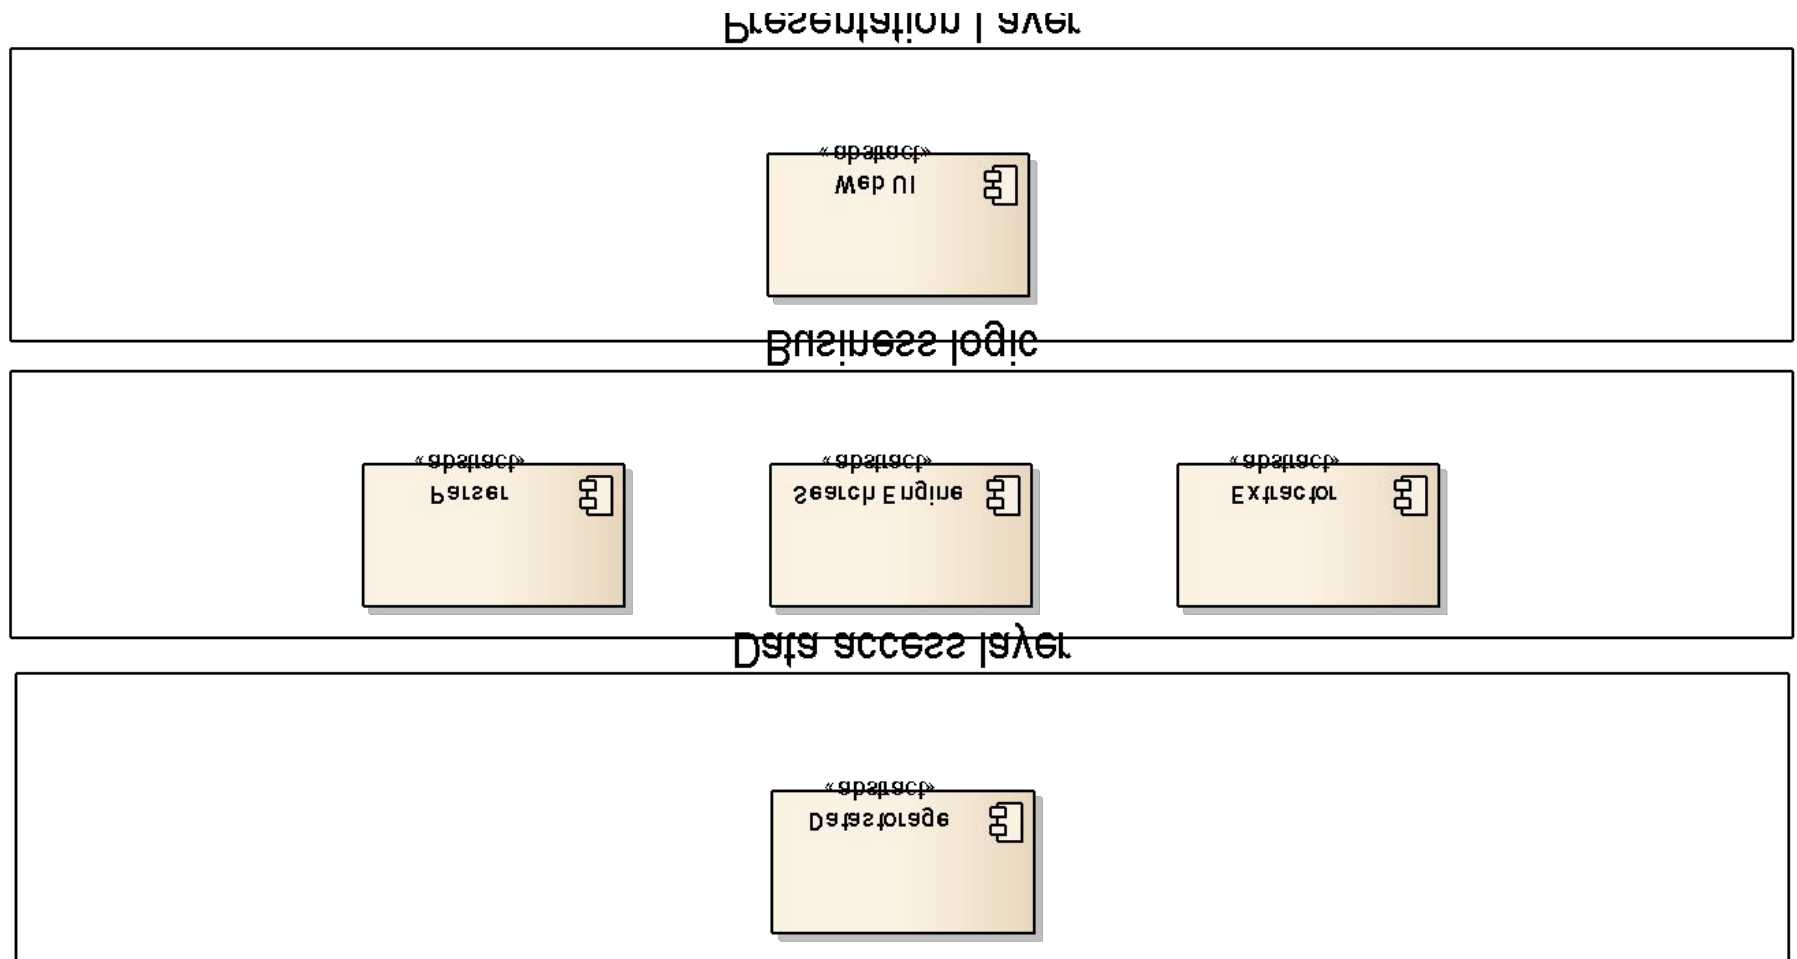 Presentation Layer
«abstract»
Web UI
Business logic
«abstract»
Parser
«abstract»
Search Engine
«abstract»
Extractor
Data access layer
«abstract»
Datastorage